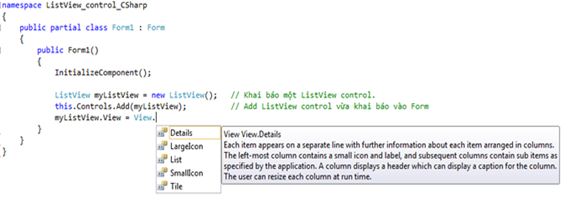 namespace ListView_control_CSharp
{
public partial class Form1 : Form
{
public Form1()
{
InitializeComponent();
ListView myListView = new ListView(); // Khai báo một ListView control.
this.Controls.Add(myListView); // Add ListView control vừa khai báo vào Form
myListView.View = View.
}
}
}
Details
LargeIcon
List
SmallIcon
Tile
View View.Details
Each item appears on a separate line with further information about each item arranged in columns.
The left-most column contains a small icon and label, and subsequent columns contain sub items as
specified by the application. A column displays a header which can display a caption for the column.
The user can resize each column at run time.